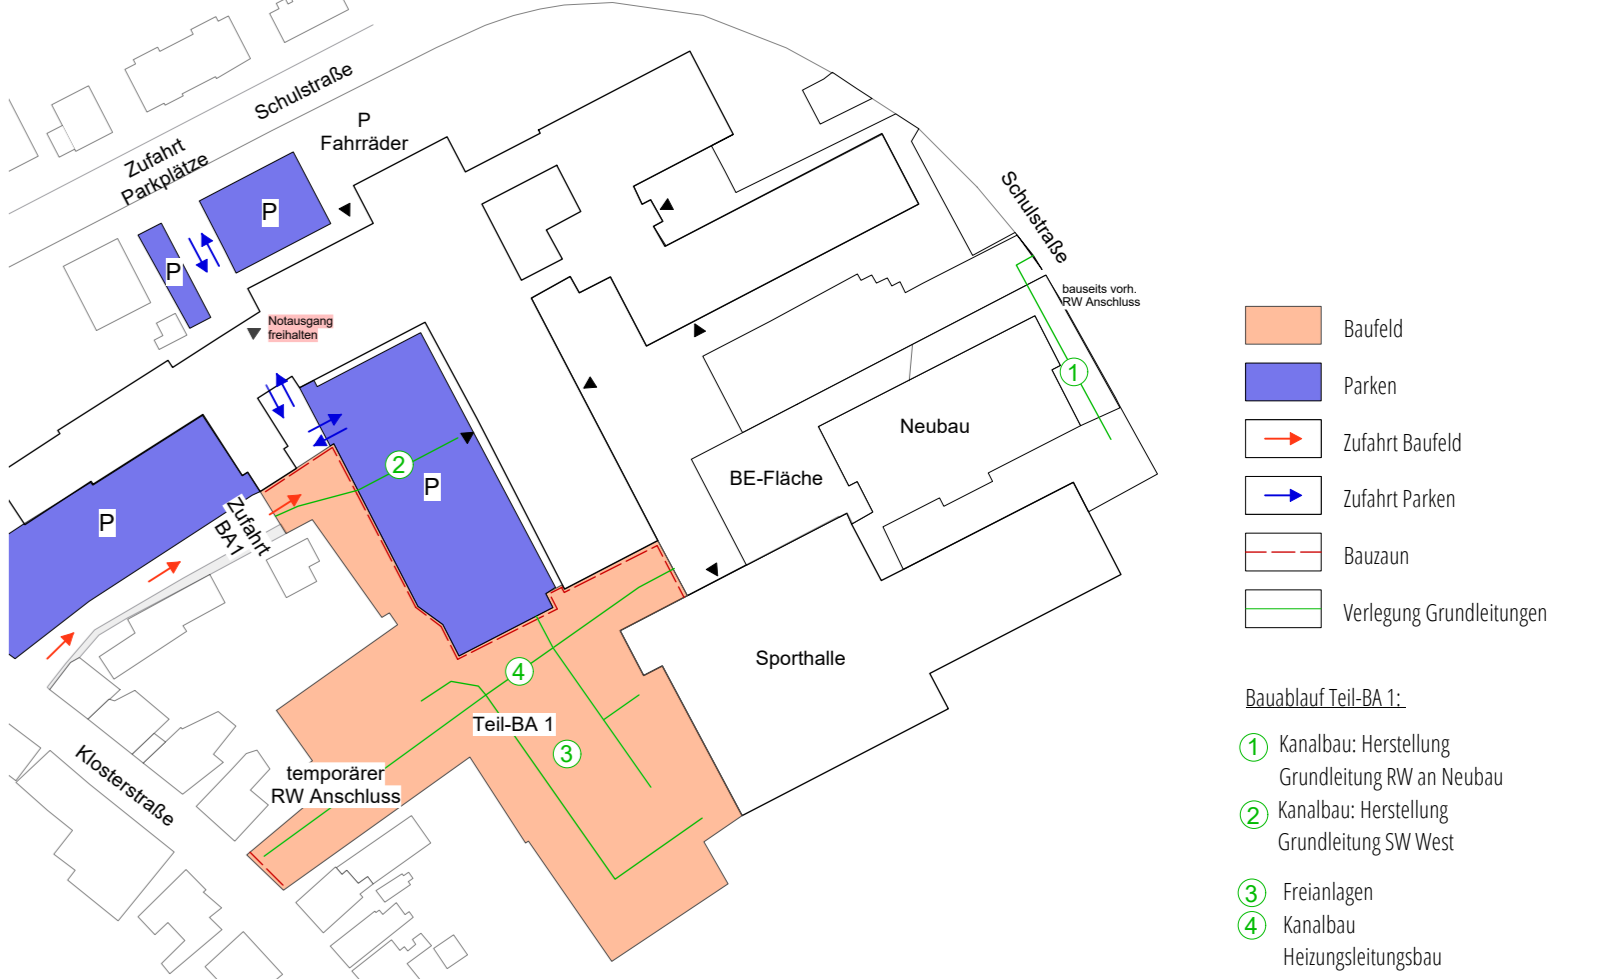 Schulstraße
P
Fahrräder
Zufahrt
Parkplätze
P
P
Schulstraße
bauseits vorh.
RW Anschluss
Notausgang
freihalten
1
Neubau
2
P
BE-Fläche
P
Zufahrt
BA1
Sporthalle
4
Teil-BA 1
3
temporärer
RW Anschluss
Klosterstraße
Baufeld
Parken
Zufahrt Baufeld
Zufahrt Parken
Bauzaun
Verlegung Grundleitungen
Bauablauf Teil-BA 1:
1 Kanalbau: Herstellung
Grundleitung RW an Neubau
2 Kanalbau: Herstellung
Grundleitung SW West
3 Freianlagen
4 Kanalbau
Heizungsleitungsbau